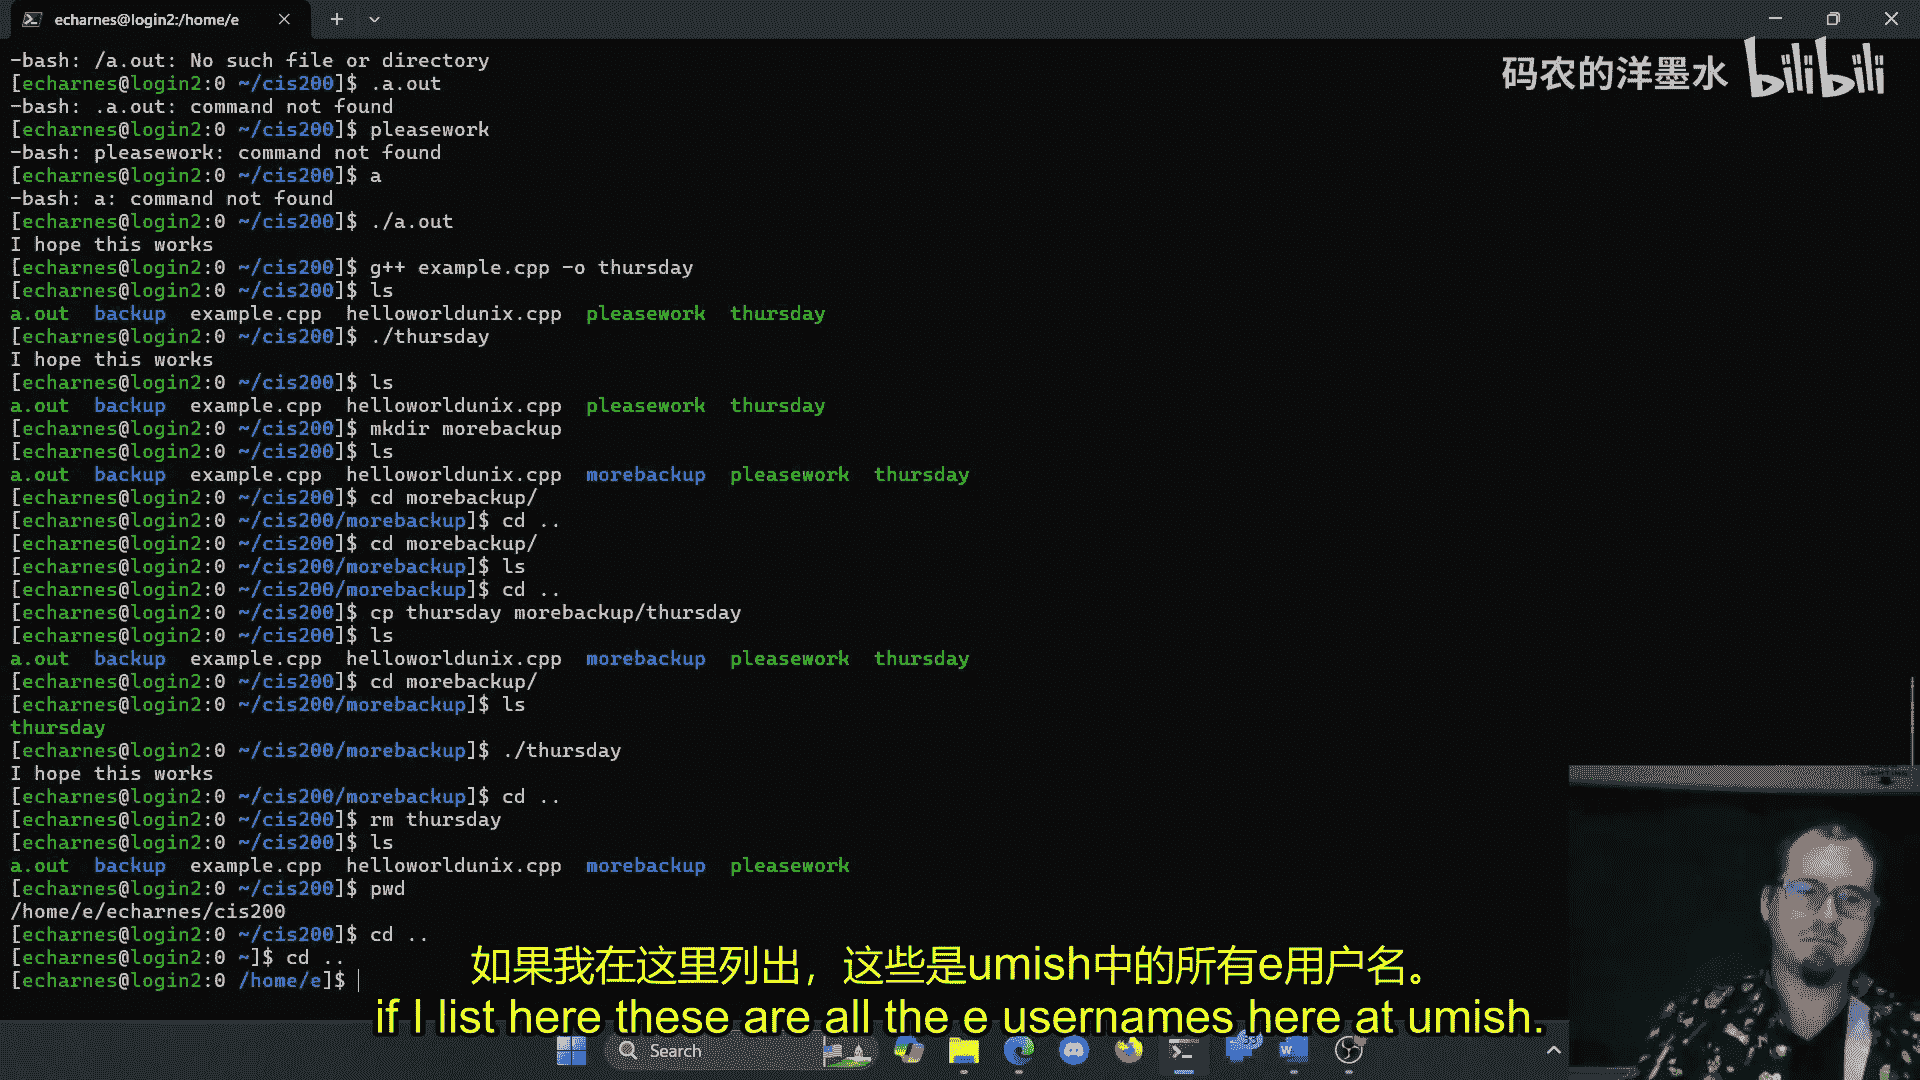 echarnes@login2:/home/e
-bash: /a.out: No such file or directory
[echarnes@login2:0 ~/cis200]$ .a.out
-bash: .a.out: command not found
[echarnes@login2:0 ~/cis200]$ pleasework
-bash: pleasework: command not found
[echarnes@login2:0 ~/cis200]$ a
-bash: a: command not found
[echarnes@login2:0 ~/cis200]$ ./a.out
I hope this works
[echarnes@login2:0 ~/cis200]$ g++ example.cpp -o thursday
[echarnes@login2:0 ~/cis200]$ ls
a.out  backup  example.cpp  helloworldunix.cpp  pleasework  thursday
[echarnes@login2:0 ~/cis200]$ ./thursday
I hope this works
[echarnes@login2:0 ~/cis200]$ ls
a.out  backup  example.cpp  helloworldunix.cpp  pleasework  thursday
[echarnes@login2:0 ~/cis200]$ mkdir morebackup
[echarnes@login2:0 ~/cis200]$ ls
a.out  backup  example.cpp  helloworldunix.cpp  morebackup  pleasework  thursday
[echarnes@login2:0 ~/cis200]$ cd morebackup/
[echarnes@login2:0 ~/cis200/morebackup]$ cd ..
[echarnes@login2:0 ~/cis200]$ cd morebackup/
[echarnes@login2:0 ~/cis200/morebackup]$ ls
[echarnes@login2:0 ~/cis200/morebackup]$ cd ..
[echarnes@login2:0 ~/cis200]$ cp thursday morebackup/thursday
[echarnes@login2:0 ~/cis200]$ ls
a.out  backup  example.cpp  helloworldunix.cpp  morebackup  pleasework  thursday
[echarnes@login2:0 ~/cis200]$ cd morebackup/
[echarnes@login2:0 ~/cis200/morebackup]$ ls
thursday
[echarnes@login2:0 ~/cis200/morebackup]$ ./thursday
I hope this works
[echarnes@login2:0 ~/cis200/morebackup]$ cd ..
[echarnes@login2:0 ~/cis200]$ rm thursday
[echarnes@login2:0 ~/cis200]$ ls
a.out  backup  example.cpp  helloworldunix.cpp  morebackup  pleasework
[echarnes@login2:0 ~/cis200]$ pwd
/home/e/echarnes/cis200
[echarnes@login2:0 ~/cis200]$ cd ..
[echarnes@login2:0 ~]$ cd ..
[echarnes@login2:0 /home/e]$
码农的洋墨水 bilibili
如果我在这里列出，这些是umish中的所有e用户名。
if I list here these are all the e usernames here at umish.
Search